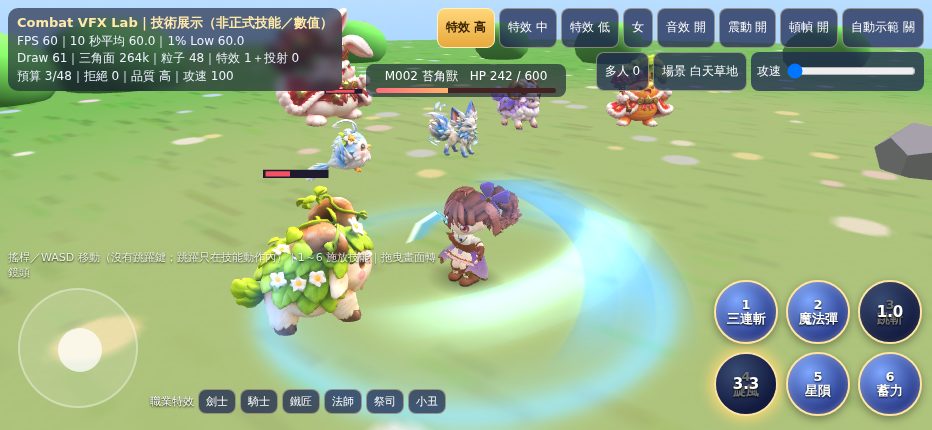 Combat VFX Lab｜技術展示（非正式技能／數值）
FPS 60｜10 秒平均 60.0｜1% Low 60.0
Draw 61｜三角面 264k｜粒子 48｜特效 1＋投射 0
預算 3/48｜拒絕 0｜品質 高｜攻速 100
特效 高
特效 中
特效 低
女
音效 開
震動 開
頓幀 開
自動示範 關
多人 0
場景 白天草地
攻速
M002 苔角獸 HP 242 / 600
搖桿／WASD 移動（沒有跳躍鍵；跳躍只在技能動作內）｜1～6 施放技能｜拖曳畫面轉
鏡頭
1
三連斬
2
魔法彈
3
跳斬
1.0
4
旋風
3.3
5
星隕
6
蓄力
職業特效
劍士
騎士
鐵匠
法師
祭司
小丑